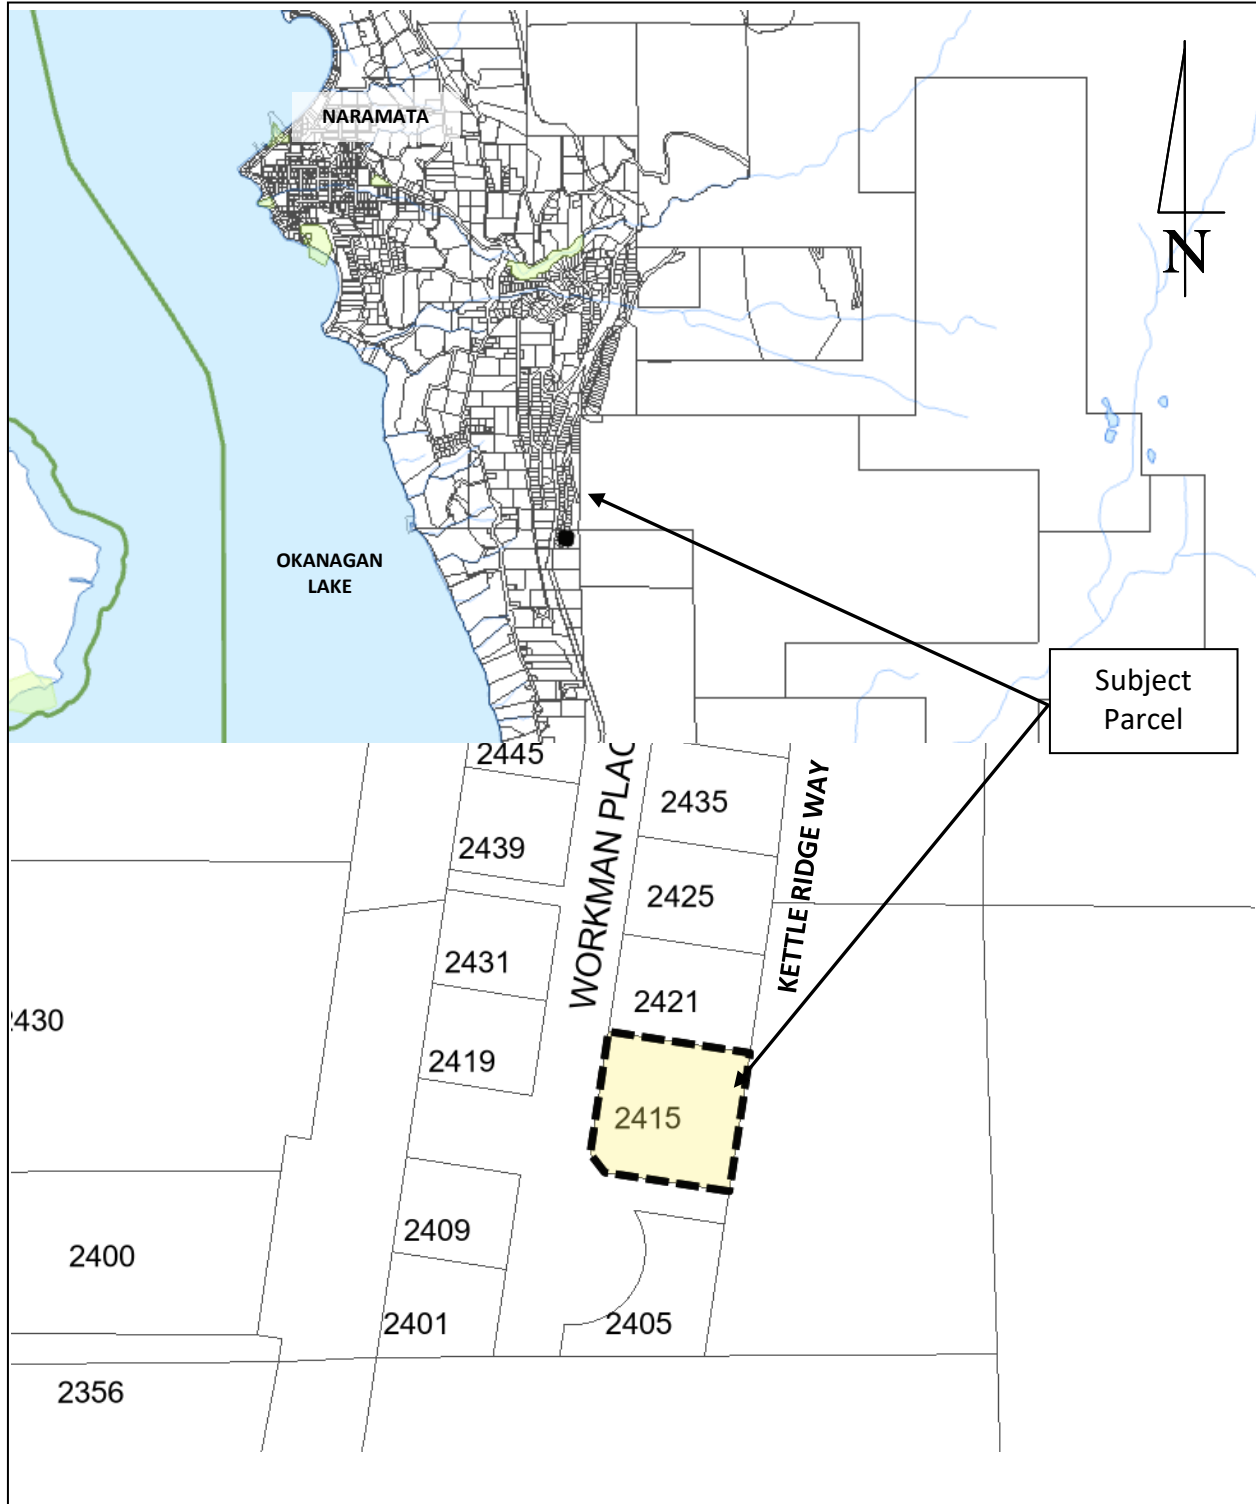 NARAMATA
N
OKANAGAN
LAKE
Subject
Parcel
2445
WORKMAN PLAC
2435
KETTLE RIDGE WAY
2439
2425
2431
2421
2430
2419
2415
2409
2400
2401
2405
2356